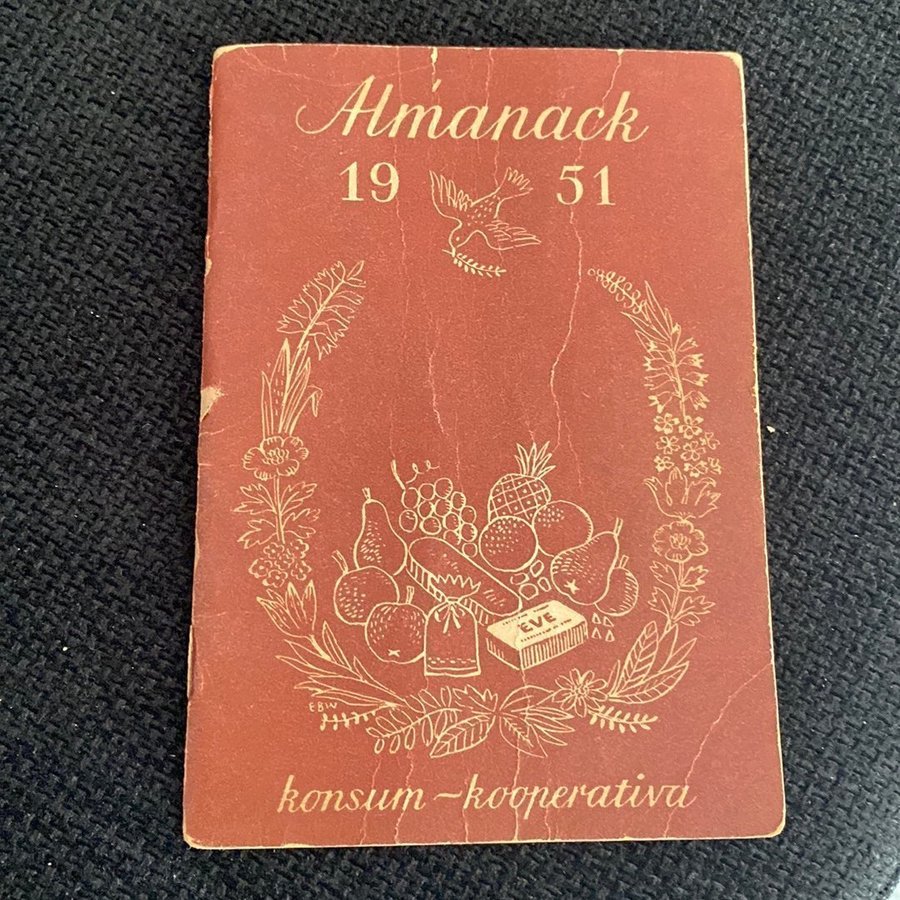 Almanack
19 51
EVE
EBW
konsum-kooperativa